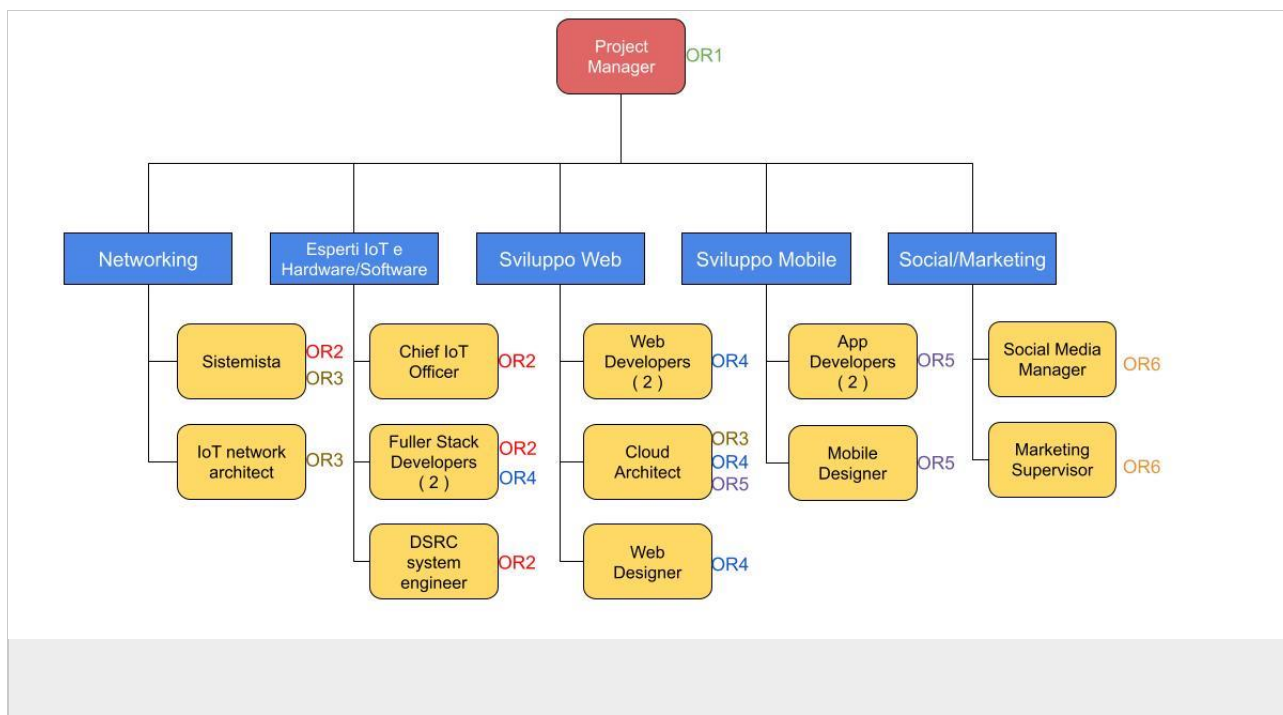 Project
Manager
OR1
Networking
Esperti IoT e
Hardware/Software
Sviluppo Web
Sviluppo Mobile
Social/Marketing
Sistemista
OR2
OR3
Chief IoT
Officer
OR2
Web
Developers
( 2 )
OR4
App
Developers
( 2 )
OR5
Social Media
Manager
OR6
IoT network
architect
OR3
Fuller Stack
Developers
( 2 )
OR2
OR4
Cloud
Architect
OR3
OR4
OR5
Mobile
Designer
OR5
Marketing
Supervisor
OR6
DSRC
system
engineer
OR2
Web
Designer
OR4